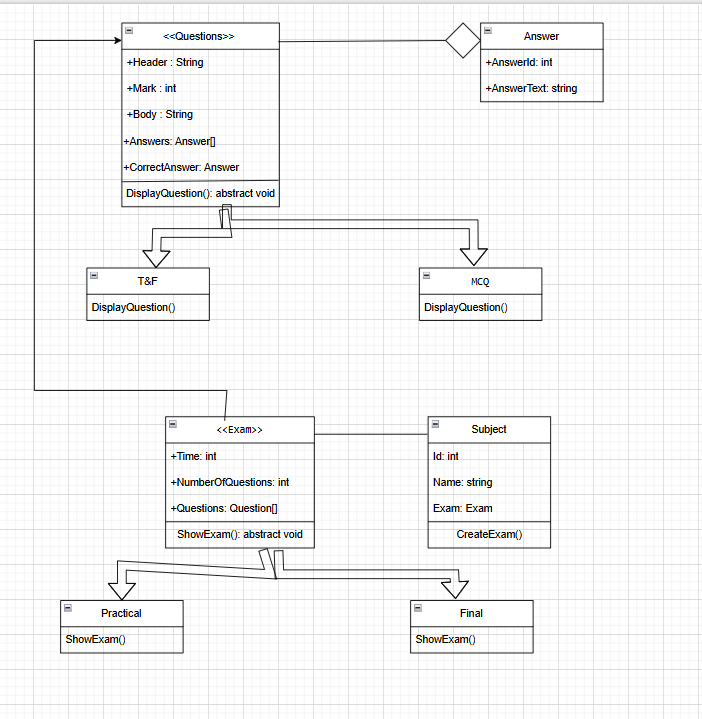 <<Questions>>
+Header : String
+Mark : int
+Body : String
+Answers: Answer[]
+CorrectAnswer: Answer
DisplayQuestion(): abstract void
Answer
+AnswerId: int
+AnswerText: string
T&F
DisplayQuestion()
MCQ
DisplayQuestion()
<<Exam>>
+Time: int
+NumberOfQuestions: int
+Questions: Question[]
ShowExam(): abstract void
Subject
Id: int
Name: string
Exam: Exam
CreateExam()
Practical
ShowExam()
Final
ShowExam()